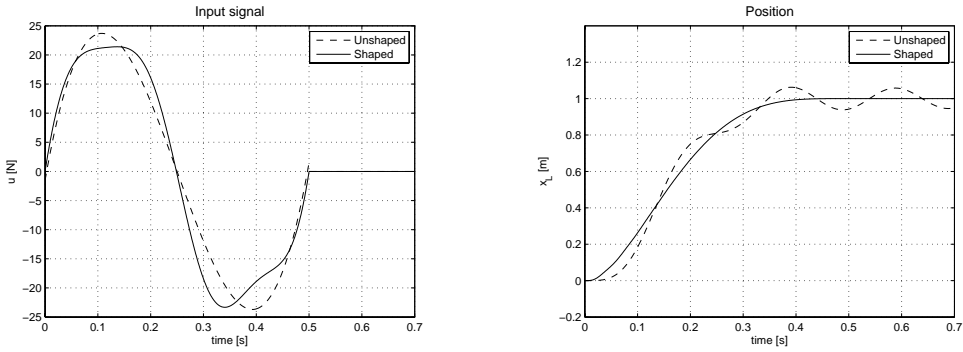 Input signal
25
20
15
10
5
0
−5
−10
−15
−20
−25
0 0.1 0.2 0.3 0.4 0.5 0.6 0.7
time [s]
u [N]
Unshaped
Shaped
Position
1.2
1
0.8
0.6
0.4
0.2
0
−0.2
0 0.1 0.2 0.3 0.4 0.5 0.6 0.7
time [s]
x_L [m]
Unshaped
Shaped